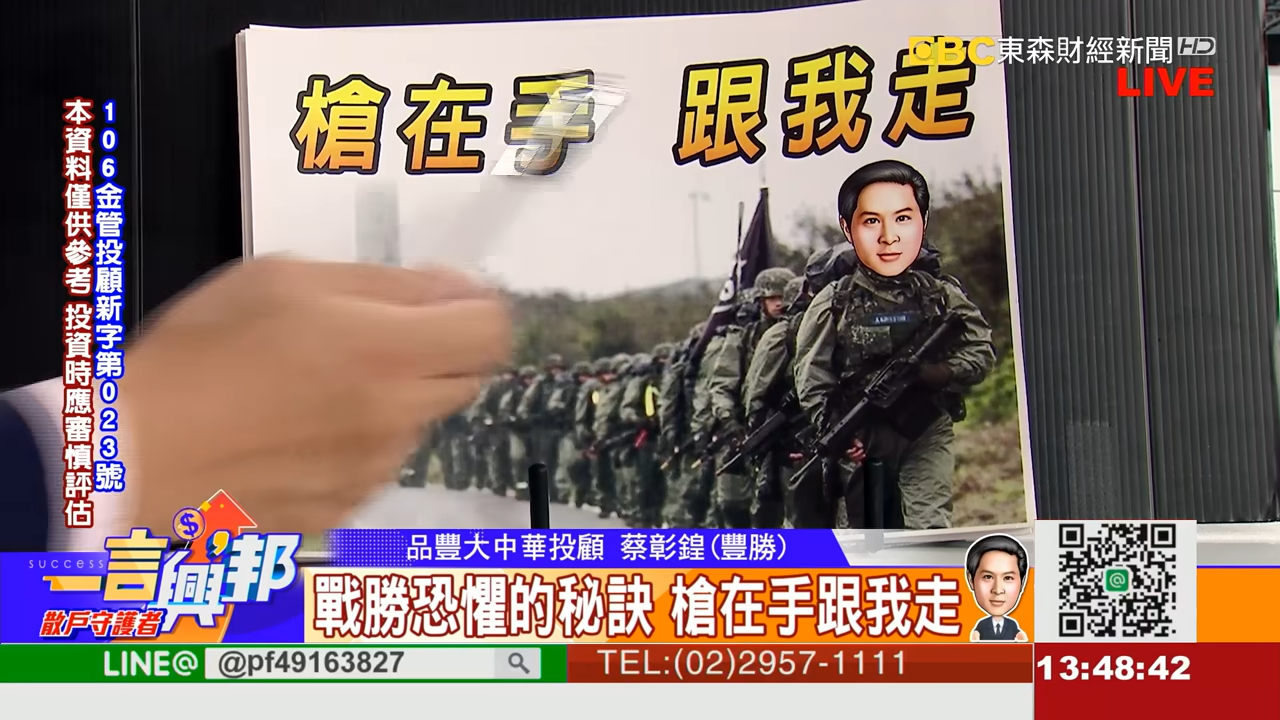 EBC東森財經新聞HD
LIVE
槍在手 跟我走
106金管投顧新字第023號
本資料僅供參考 投資時應審慎評估
品豐大中華投顧 蔡彰鍠(豐勝)
success
一言興邦
散戶守護者
戰勝恐懼的秘訣 槍在手跟我走
LINE@ @pf49163827
TEL:(02)2957-1111
13:48:42